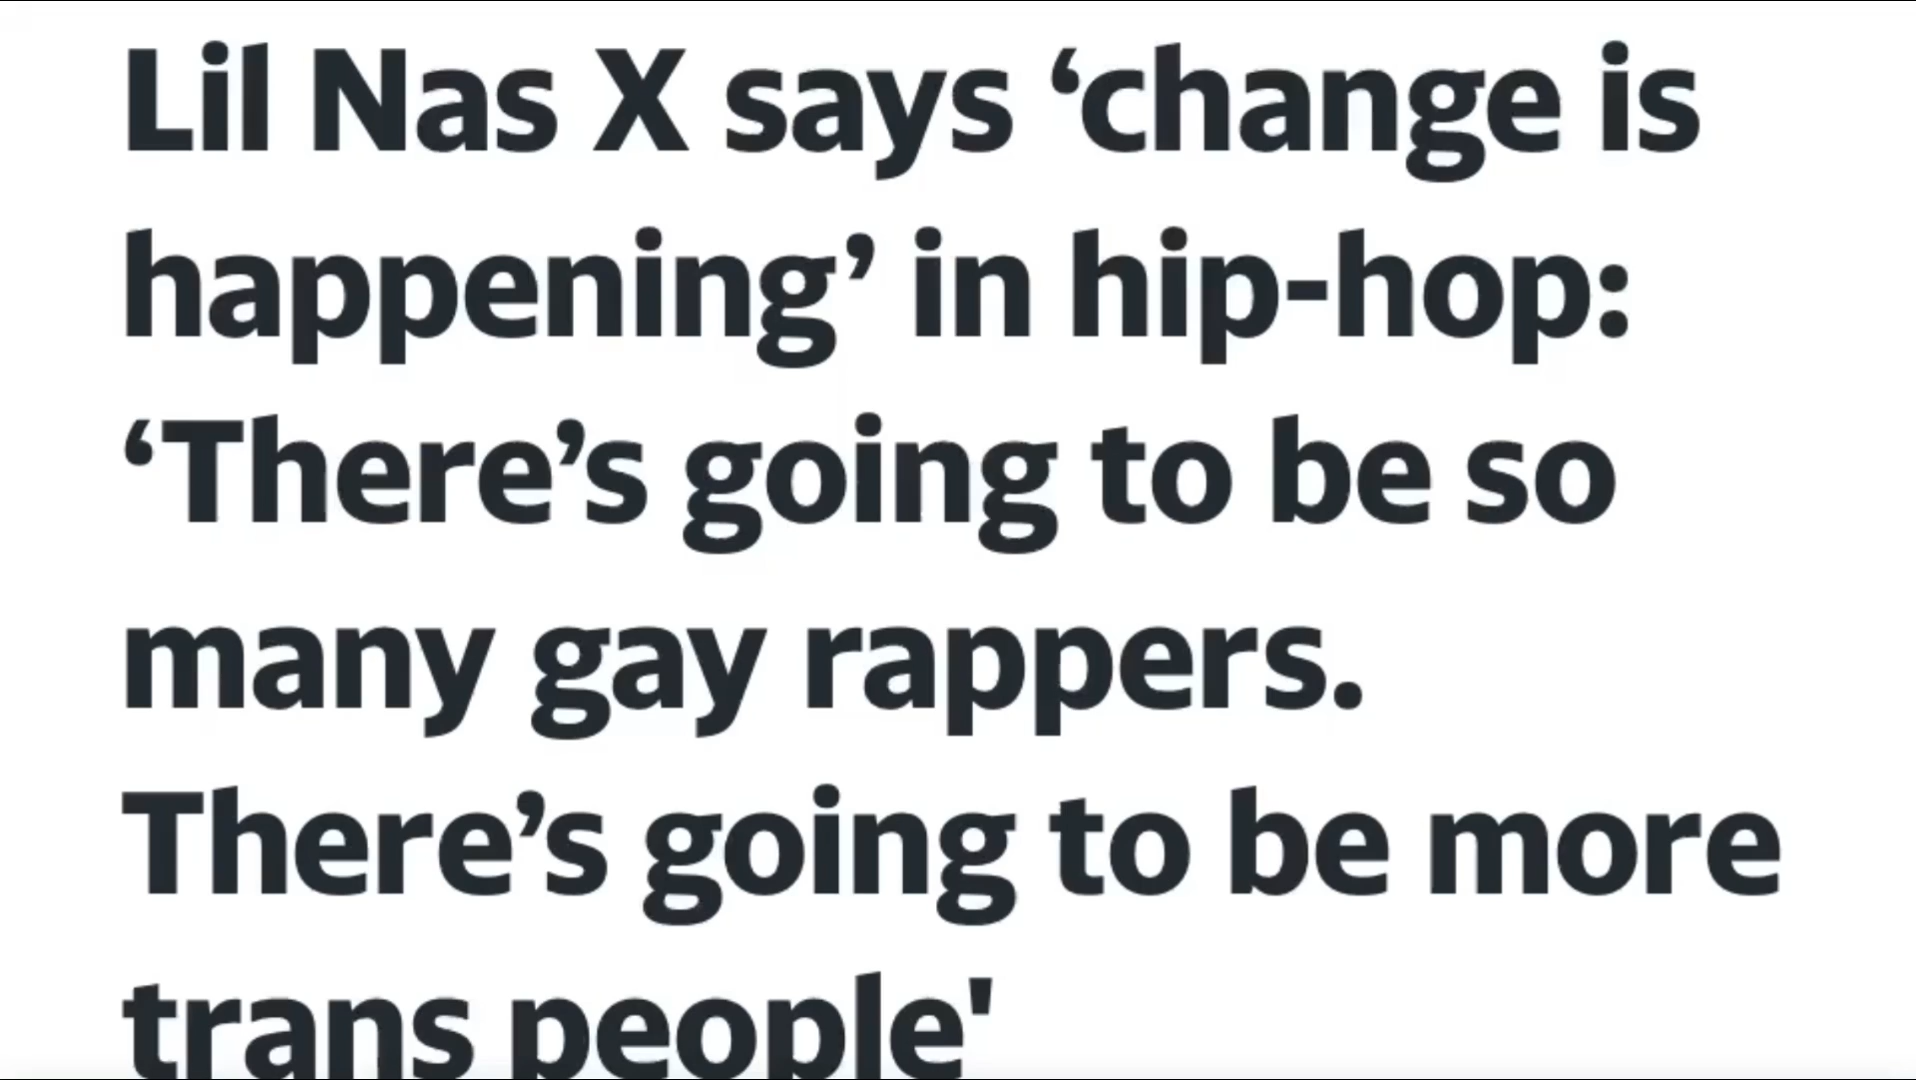 Lil Nas X says ‘change is
happening’ in hip-hop:
‘There’s going to be so
many gay rappers.
There’s going to be more
trans people'